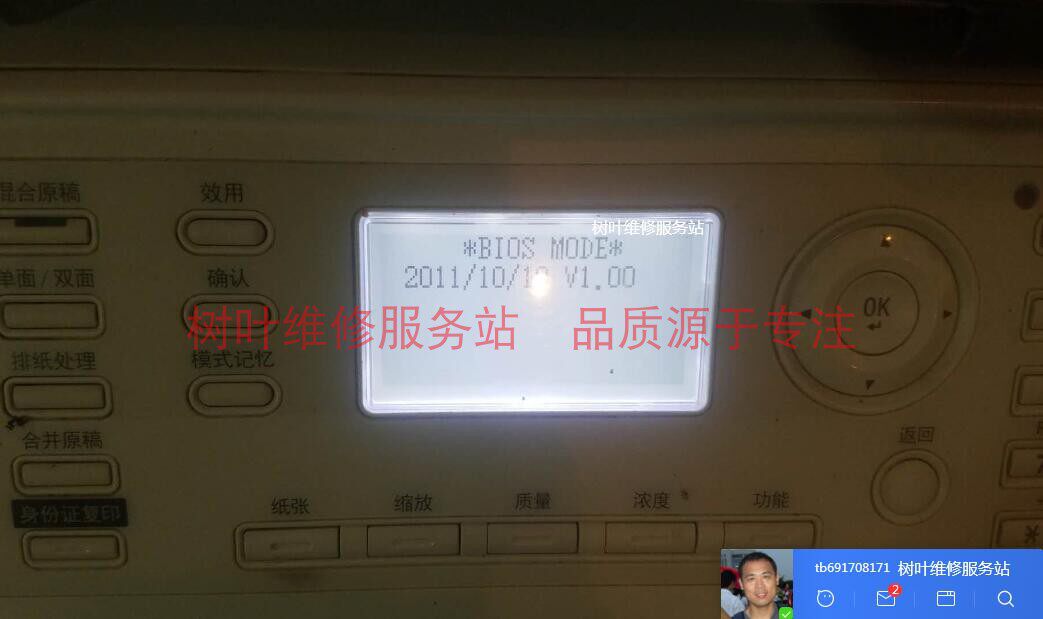 混合原稿
效用
树叶维修服务站
*BIOS MODE*
2011/10/1 V1.00
单面/双面
确认
OK
树叶维修服务站 品质源于专注
排纸处理
模式记忆
合并原稿
返回
身份证复印
纸张
缩放
质量
浓度
功能
tb691708171 树叶维修服务站
2